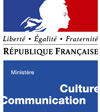 Liberté • Égalité • Fraternité
RÉPUBLIQUE FRANÇAISE
Ministère
Culture
Communication